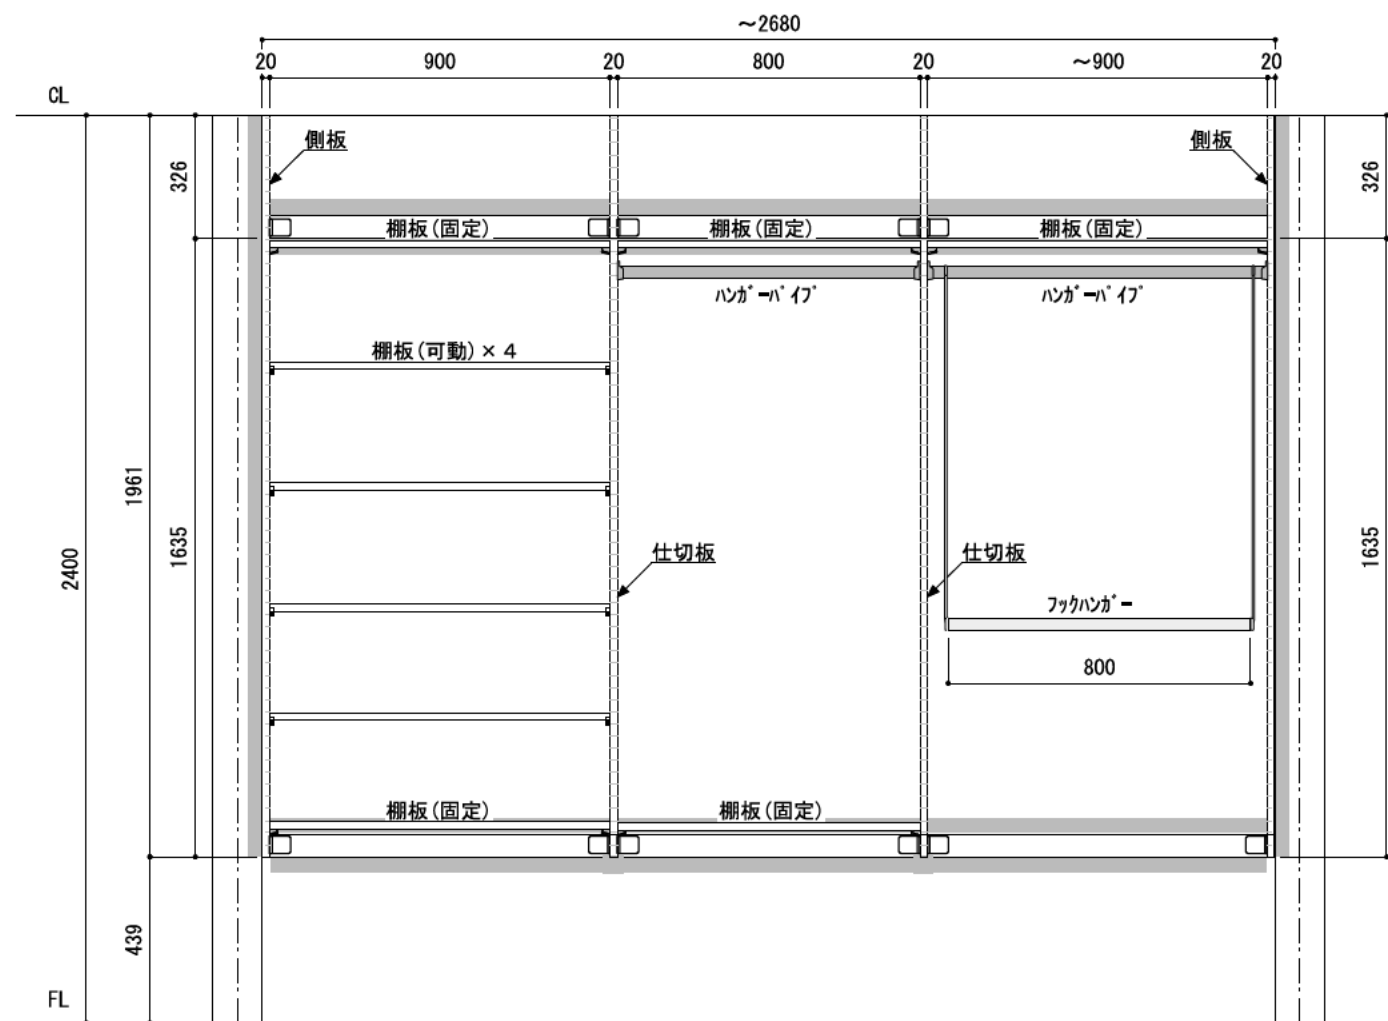 ～2680
20
900
20
800
20
～900
20
CL
側板
側板
326
326
棚板(固定)
棚板(固定)
棚板(固定)
ﾊﾝｶﾞｰﾊﾟｲﾌﾟ
ﾊﾝｶﾞｰﾊﾟｲﾌﾟ
棚板(可動)×４
1961
1635
1635
2400
仕切板
仕切板
ﾌｯｸﾊﾝｶﾞｰ
800
棚板(固定)
棚板(固定)
439
FL